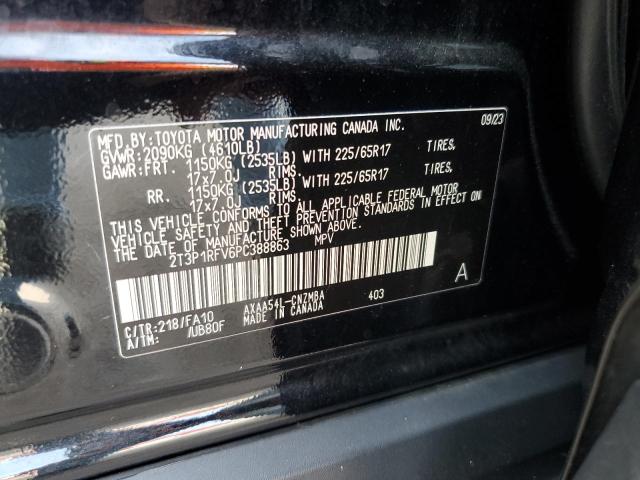 MFD.BY:TOYOTA MOTOR MANUFACTURING CANADA INC. 09/23
GVWR:2090KG (4610LB)
GAWR:FRT. 1150KG (2535LB) WITH 225/65R17 TIRES,
17x7.0J RIMS.
RR. 1150KG (2535LB) WITH 225/65R17 TIRES,
17x7.0J RIMS.
THIS VEHICLE CONFORMS TO ALL APPLICABLE FEDERAL MOTOR
VEHICLE SAFETY AND THEFT PREVENTION STANDARDS IN EFFECT
ON THE DATE OF MANUFACTURE SHOWN ABOVE.
2T3P1RFV6PC388863 MPV
A
C/TR:218/FA10 AXAA54L-CNZMBA 403
A/TM: /UB80F MADE IN CANADA